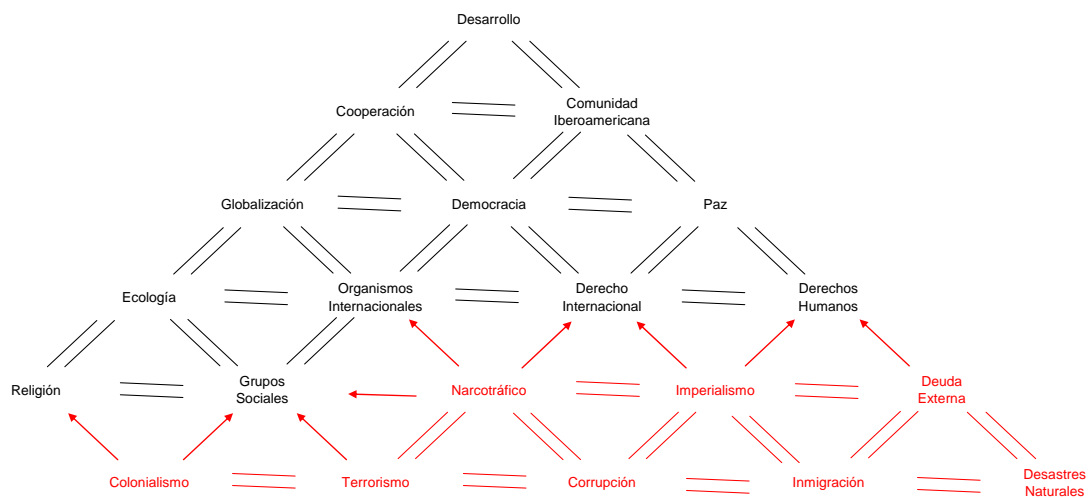 Desarrollo
Cooperación
Comunidad
Iberoamericana
Globalización
Democracia
Paz
Ecología
Organismos
Internacionales
Derecho
Internacional
Derechos
Humanos
Religión
Grupos
Sociales
Narcotráfico
Imperialismo
Deuda
Externa
Colonialismo
Terrorismo
Corrupción
Inmigración
Desastres
Naturales